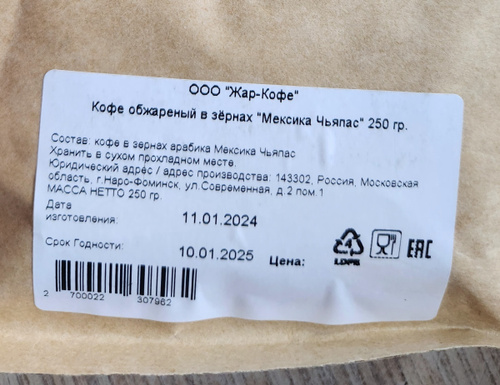 ООО "Жар-Кофе"
Кофе обжареный в зёрнах "Мексика Чьяпас" 250 гр.
Состав: кофе в зернах арабика Мексика Чьяпас
Хранить в сухом прохладном месте.
Юридический адрес / адрес производства: 143302, Россия, Московская
область, г.Наро-Фоминск, ул.Современная, д.2 пом.1
МАССА НЕТТО 250 гр.
Дата
изготовления: 11.01.2024
Срок Годности: 10.01.2025 Цена:
4
LDPE
EAC
2 700022 307962